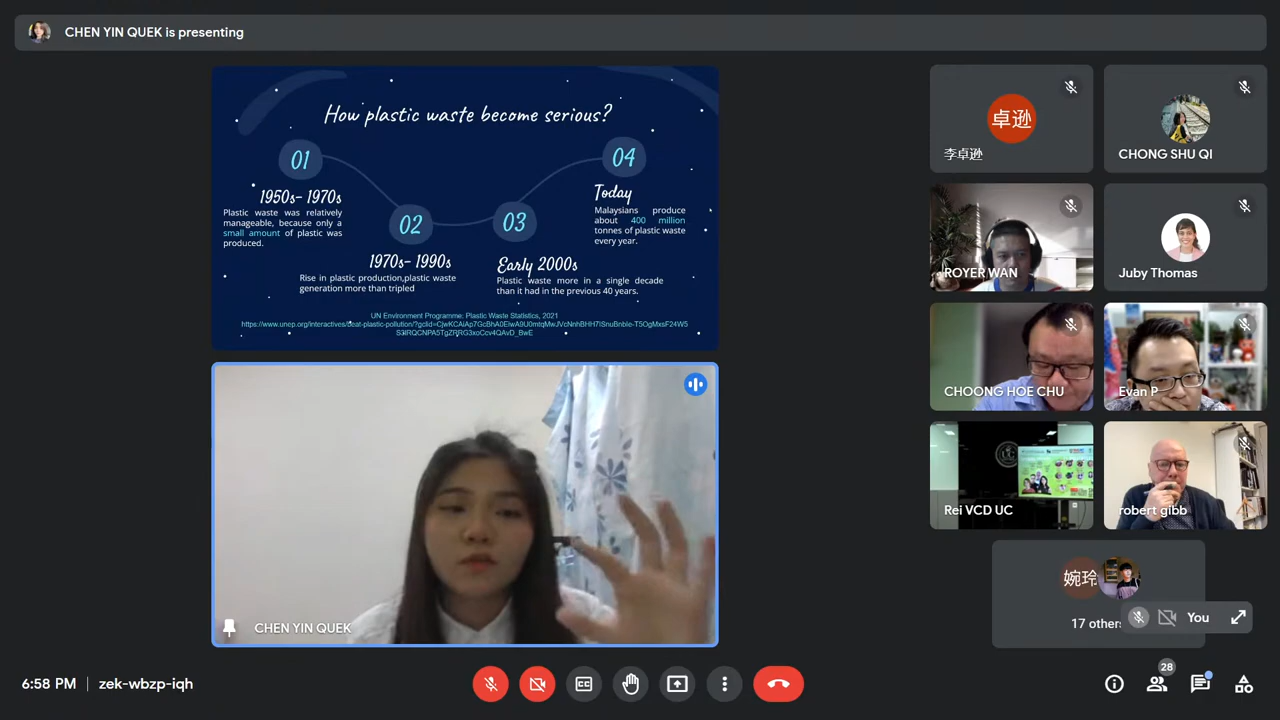 CHEN YIN QUEK is presenting
How plastic waste become serious?
01
1950s- 1970s
Plastic waste was relatively
manageable, because only a
small amount of plastic was
produced.
02
1970s- 1990s
Rise in plastic production,plastic waste
generation more than tripled
03
Early 2000s
Plastic waste more in a single decade
than it had in the previous 40 years.
04
Today
Malaysians produce
about 400 million
tonnes of plastic waste
every year.
UN Environment Programme: Plastic Waste Statistics, 2021
CHEN YIN QUEK
卓逊
李卓逊
CHONG SHU QI
ROYER WAN
Juby Thomas
CHOONG HOE CHU
Evan P
Rei VCD UC
robert gibb
婉玲
17 others
You
6:58 PM
zek-wbzp-iqh
28